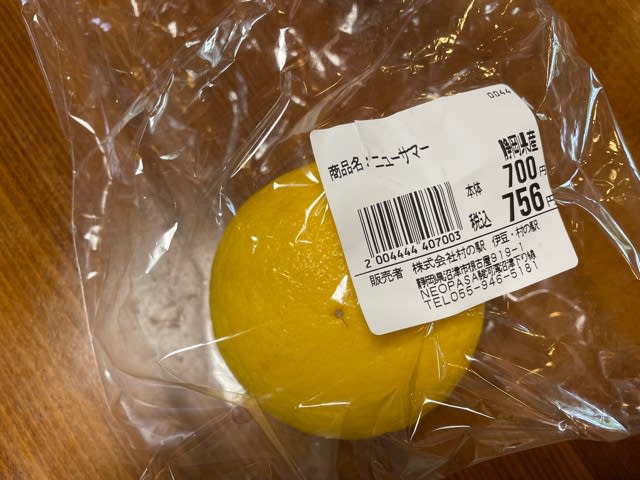 0044
商品名：ニューサマー
静岡県産
本体 700円
税込 756円
2 004444 407003
販売者 株式会社村の駅 伊豆・村の駅
静岡県沼津市根古屋919-1
NEOPASA駿河湾沼津下り線
TEL055-946-5181